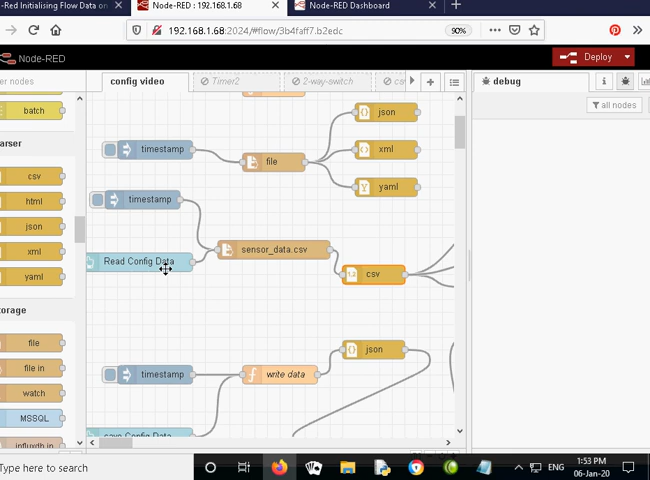 -Red Initialising Flow Data on
Node-RED : 192.168.1.68
Node-RED Dashboard
192.168.1.68:2024/#flow/3b4faff7.b2edc
90%
Node-RED
Deploy
er nodes
config video
Timer2
2-way-switch
csv
debug
all nodes
batch
arser
csv
html
json
xml
yaml
torage
file
file in
watch
MSSQL
influxdb in
json
timestamp
file
xml
yaml
timestamp
sensor_data.csv
Read Config Data
csv
json
timestamp
write data
save Config Data
Type here to search
ENG
1:53 PM
06-Jan-20